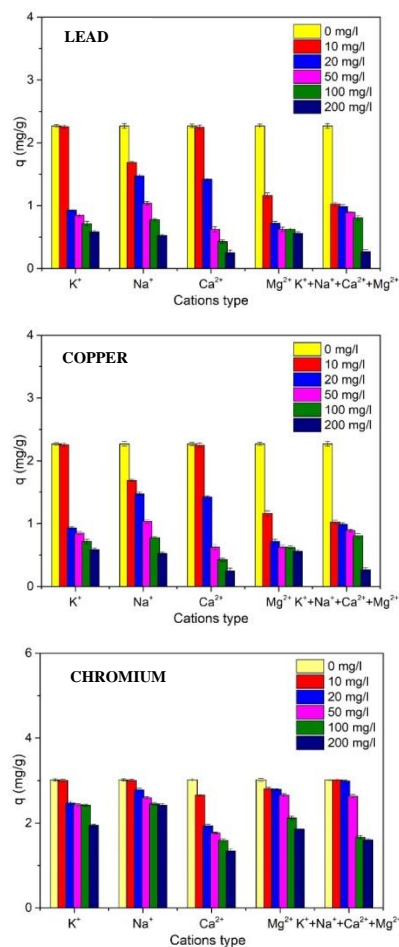 LEAD
0 mg/l
10 mg/l
20 mg/l
50 mg/l
100 mg/l
200 mg/l
4
3
2
1
0
q (mg/g)
K⁺ Na⁺ Ca²⁺ Mg²⁺ K⁺+Na⁺+Ca²⁺+Mg²⁺
Cations type
COPPER
0 mg/l
10 mg/l
20 mg/l
50 mg/l
100 mg/l
200 mg/l
4
3
2
1
0
q (mg/g)
K⁺ Na⁺ Ca²⁺ Mg²⁺ K⁺+Na⁺+Ca²⁺+Mg²⁺
Cations type
CHROMIUM
0 mg/l
10 mg/l
20 mg/l
50 mg/l
100 mg/l
200 mg/l
6
4
2
0
q (mg/g)
K⁺ Na⁺ Ca²⁺ Mg²⁺ K⁺+Na⁺+Ca²⁺+Mg²⁺
Cations type